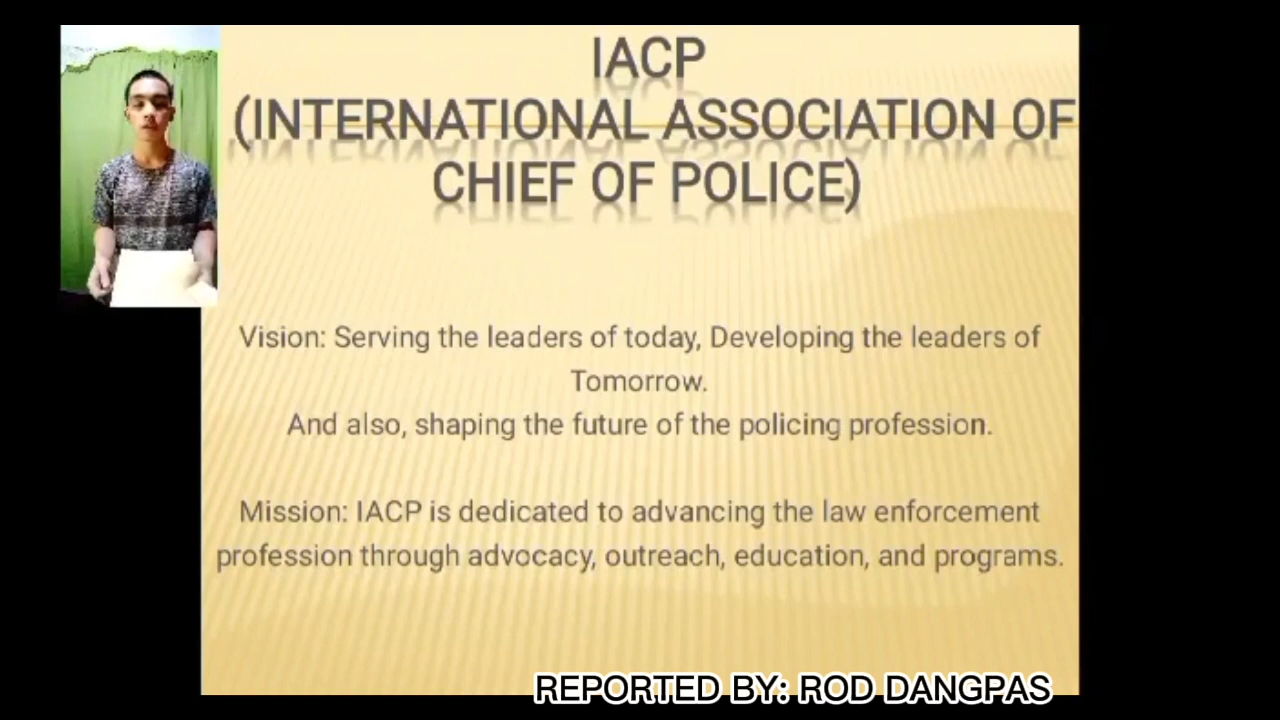 IACP
(INTERNATIONAL ASSOCIATION OF
CHIEF OF POLICE)
Vision: Serving the leaders of today, Developing the leaders of
Tomorrow.
And also, shaping the future of the policing profession.
Mission: IACP is dedicated to advancing the law enforcement
profession through advocacy, outreach, education, and programs.
REPORTED BY: ROD DANGPAS